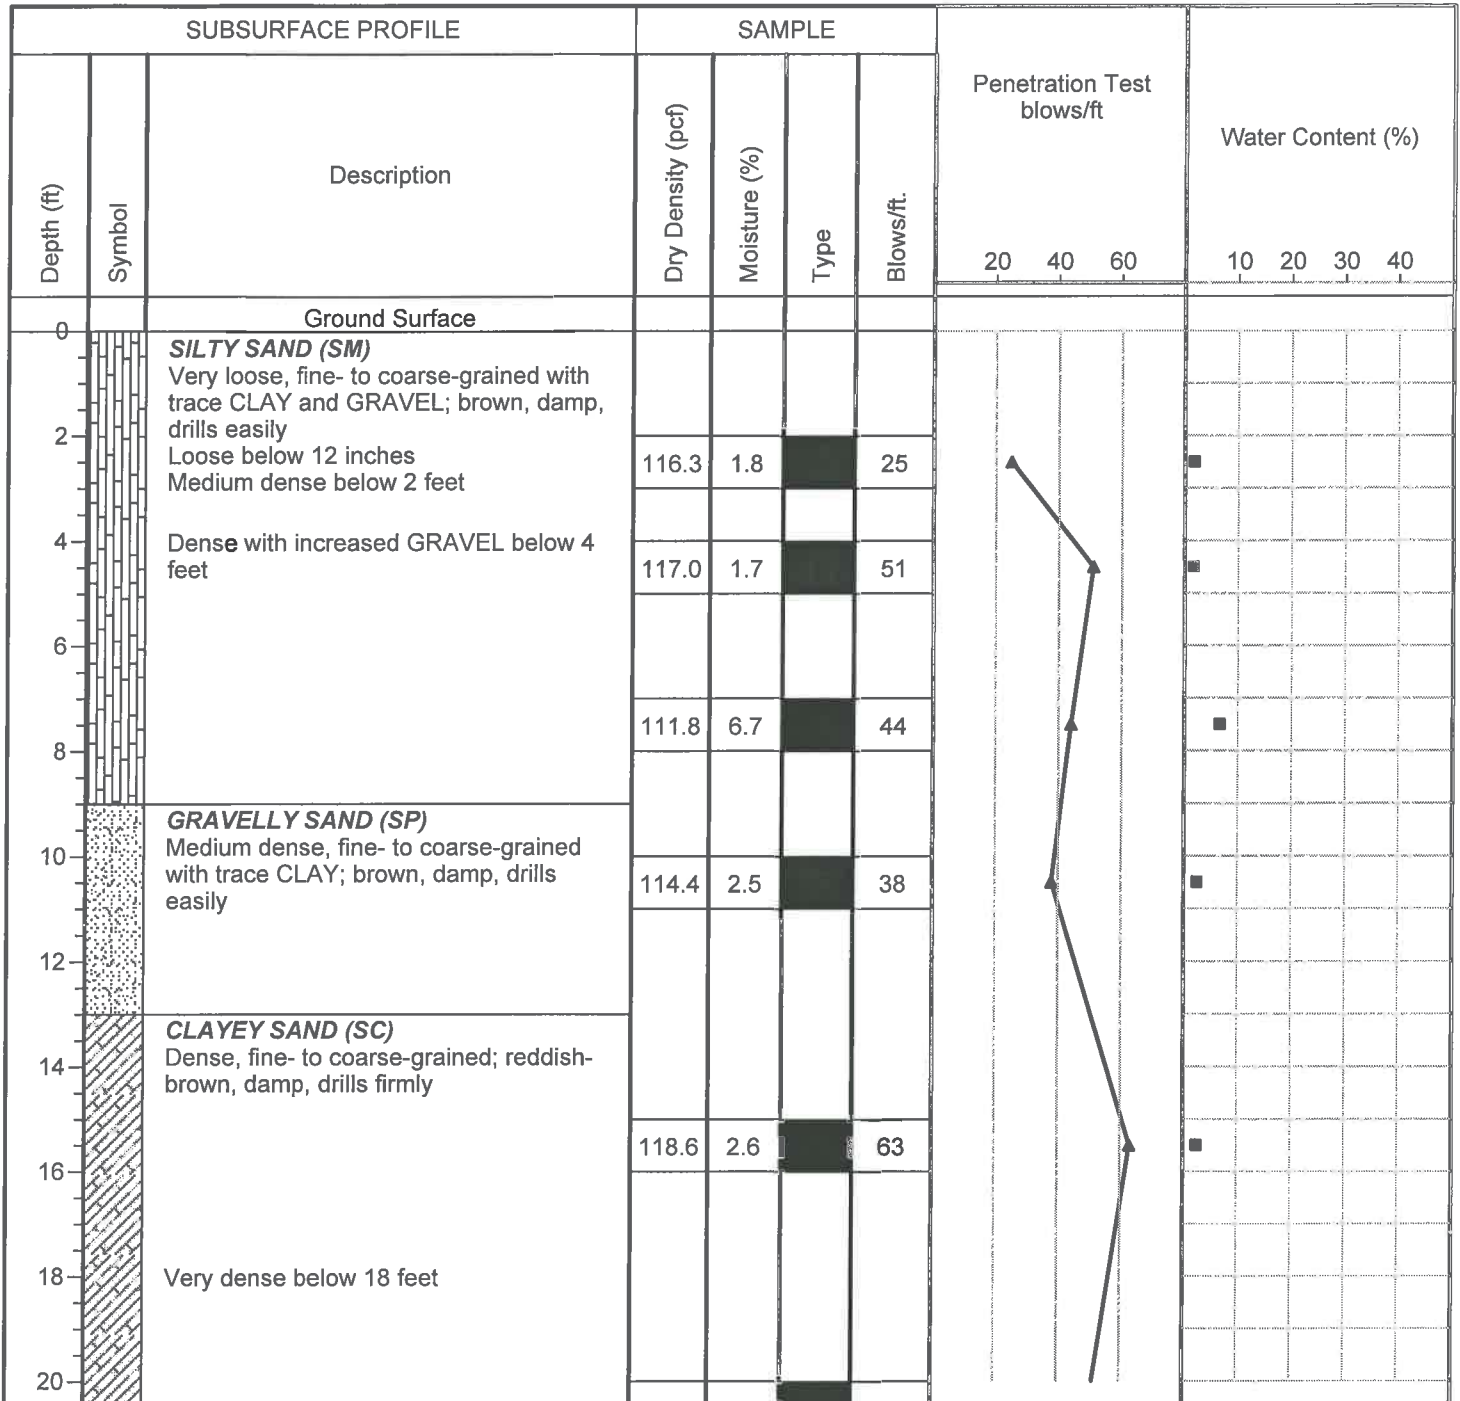 SUBSURFACE PROFILE
SAMPLE
Depth (ft)
Symbol
Description
Dry Density (pcf)
Moisture (%)
Type
Blows/ft.
Penetration Test
blows/ft
20 40 60
Water Content (%)
10 20 30 40
Ground Surface
0
SILTY SAND (SM)
Very loose, fine- to coarse-grained with
trace CLAY and GRAVEL; brown, damp,
drills easily
2
Loose below 12 inches
116.3 1.8 25
Medium dense below 2 feet
4
Dense with increased GRAVEL below 4
feet
117.0 1.7 51
6
111.8 6.7 44
8
GRAVELLY SAND (SP)
Medium dense, fine- to coarse-grained
10
with trace CLAY; brown, damp, drills
easily
114.4 2.5 38
12
CLAYEY SAND (SC)
Dense, fine- to coarse-grained; reddish-
14
brown, damp, drills firmly
118.6 2.6 63
16
18
Very dense below 18 feet
20